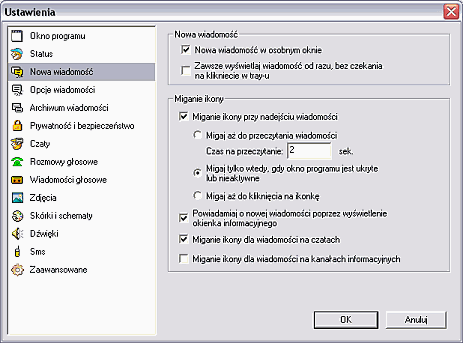 Ustawienia
Okno programu
Status
Nowa wiadomość
Opcje wiadomości
Archiwum wiadomości
Prywatność i bezpieczeństwo
Czaty
Rozmowy głosowe
Wiadomości głosowe
Zdjęcia
Skórki i schematy
Dźwięki
Sms
Zaawansowane
Nowa wiadomość
Nowa wiadomość w osobnym oknie
Zawsze wyświetlaj wiadomość od razu, bez czekania
na kliknięcie w tray-u
Miganie ikony
Miganie ikony przy nadejściu wiadomości
Migaj aż do przeczytania wiadomości
Czas na przeczytanie: 2 sek.
Migaj tylko wtedy, gdy okno programu jest ukryte
lub nieaktywne
Migaj aż do kliknięcia na ikonkę
Powiadamiaj o nowej wiadomości poprzez wyświetlenie
okienka informacyjnego
Miganie ikony dla wiadomości na czatach
Miganie ikony dla wiadomości na kanałach informacyjnych
OK
Anuluj